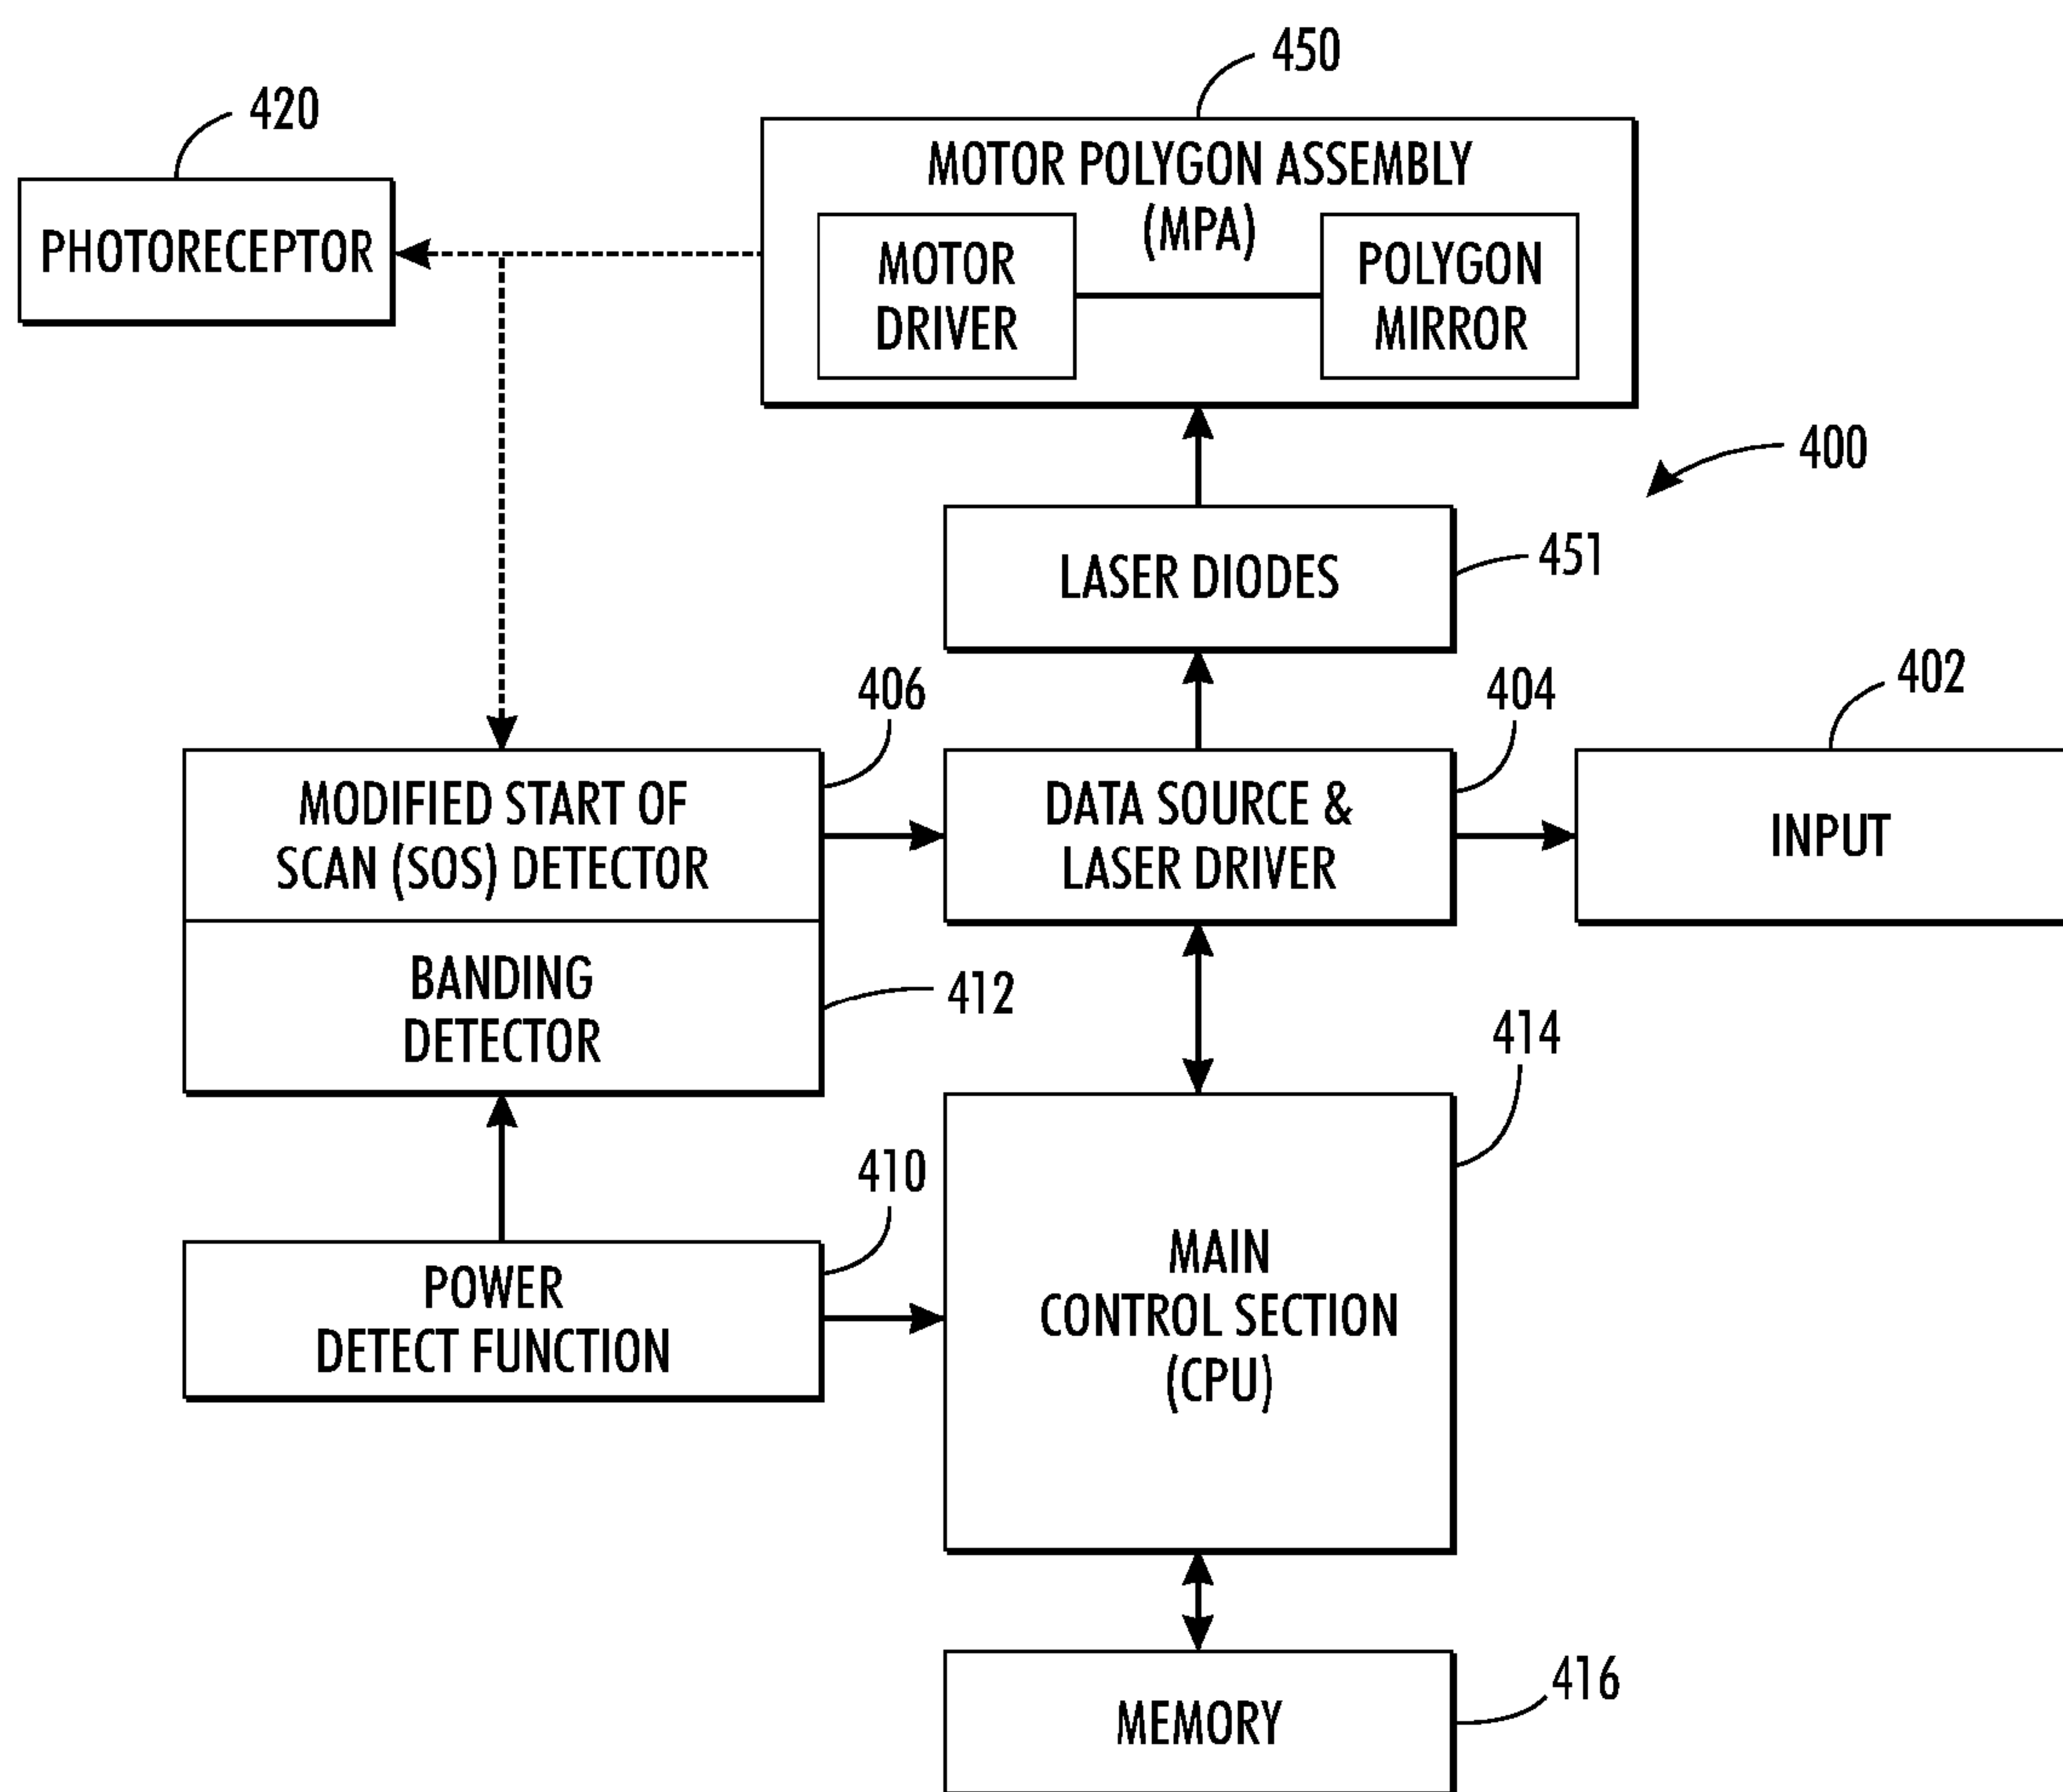 450
420
MOTOR POLYGON ASSEMBLY
(MPA)
PHOTORECEPTOR
MOTOR
DRIVER
POLYGON
MIRROR
400
LASER DIODES
451
406
404
402
MODIFIED START OF
SCAN (SOS) DETECTOR
DATA SOURCE &
LASER DRIVER
INPUT
BANDING
DETECTOR
412
414
410
POWER
DETECT FUNCTION
MAIN
CONTROL SECTION
(CPU)
MEMORY
416